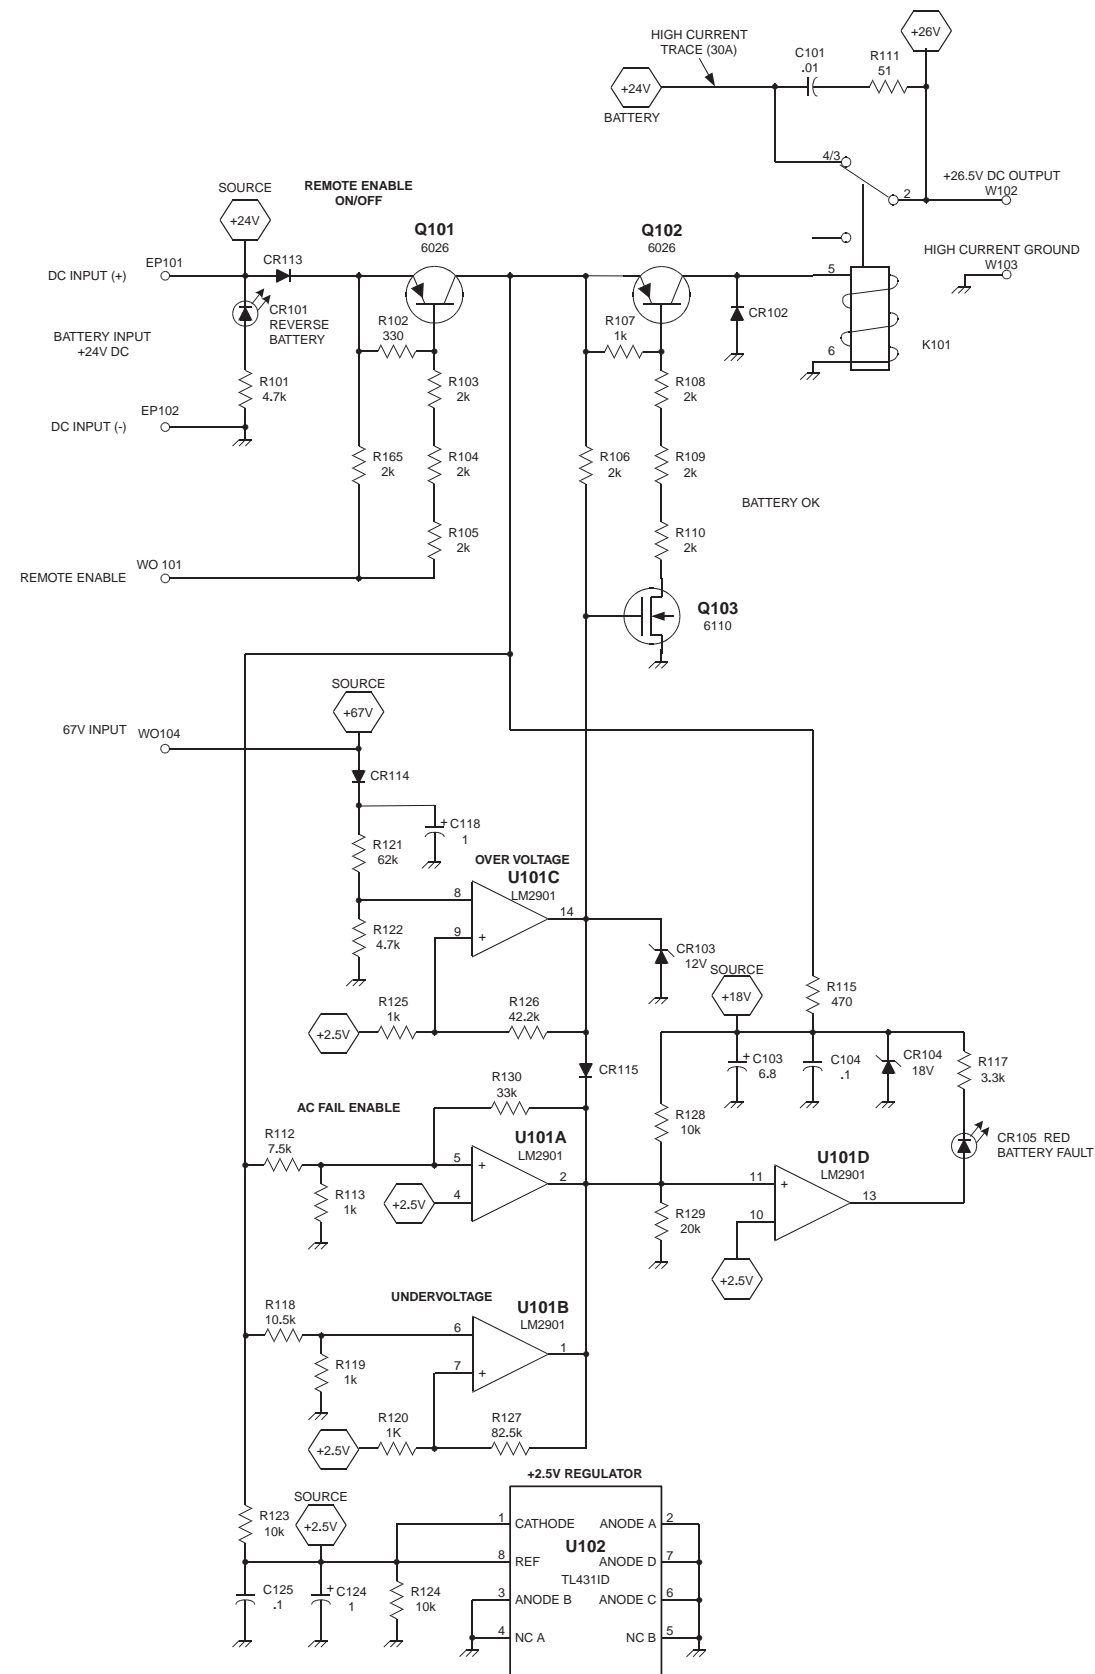 +26V
HIGH CURRENT
TRACE (30A)
C101
.01
R111
51
+24V
BATTERY
4/3
2
+26.5V DC OUTPUT
W102
SOURCE
+24V
REMOTE ENABLE
ON/OFF
Q101
6026
Q102
6026
HIGH CURRENT GROUND
W103
DC INPUT (+)
EP101
CR113
5
CR101
REVERSE
BATTERY
BATTERY INPUT
+24V DC
R102
330
R107
1k
CR102
6
K101
R101
4.7k
R103
2k
R108
2k
EP102
DC INPUT (-)
R165
2k
R104
2k
R106
2k
R109
2k
BATTERY OK
R105
2k
R110
2k
REMOTE ENABLE
WO 101
Q103
6110
SOURCE
+67V
67V INPUT
WO104
CR114
+
C118
1
R121
62k
OVER VOLTAGE
U101C
LM2901
8
14
9
+
R122
4.7k
CR103
12V
SOURCE
+18V
R115
470
R125
1k
R126
42.2k
+2.5V
+
C103
6.8
C104
.1
CR104
18V
R117
3.3k
CR115
R130
33k
AC FAIL ENABLE
R128
10k
R112
7.5k
U101A
LM2901
CR105 RED
BATTERY FAULT
5
+
2
4
+2.5V
R113
1k
U101D
LM2901
11
+
13
10
R129
20k
+2.5V
UNDERVOLTAGE
U101B
LM2901
R118
10.5k
6
1
7
+
R119
1k
R120
1K
R127
82.5k
+2.5V
+2.5V REGULATOR
SOURCE
+2.5V
R123
10k
1
CATHODE
ANODE A
2
U102
8
REF
ANODE D
7
TL431ID
C125
.1
+
C124
1
R124
10k
3
ANODE B
ANODE C
6
4
NC A
NC B
5